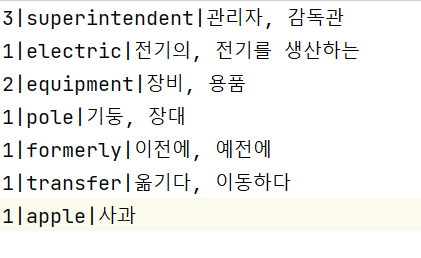 3|superintendent|관리자, 감독관
1|electric|전기의, 전기를 생산하는
2|equipment|장비, 용품
1|pole|기둥, 장대
1|formerly|이전에, 예전에
1|transfer|옮기다, 이동하다
1|apple|사과